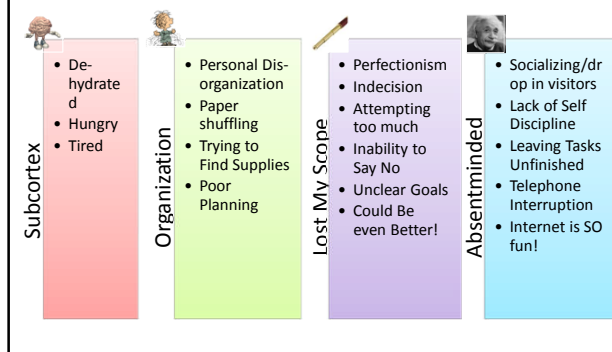 Subcortex
• De-
hydrate
d
• Hungry
• Tired
Organization
• Personal Dis-
organization
• Paper
shuffling
• Trying to
Find Supplies
• Poor
Planning
Lost My Scope
• Perfectionism
• Indecision
• Attempting
too much
• Inability to
Say No
• Unclear Goals
• Could Be
even Better!
Absentminded
• Socializing/dr
op in visitors
• Lack of Self
Discipline
• Leaving Tasks
Unfinished
• Telephone
Interruption
• Internet is SO
fun!